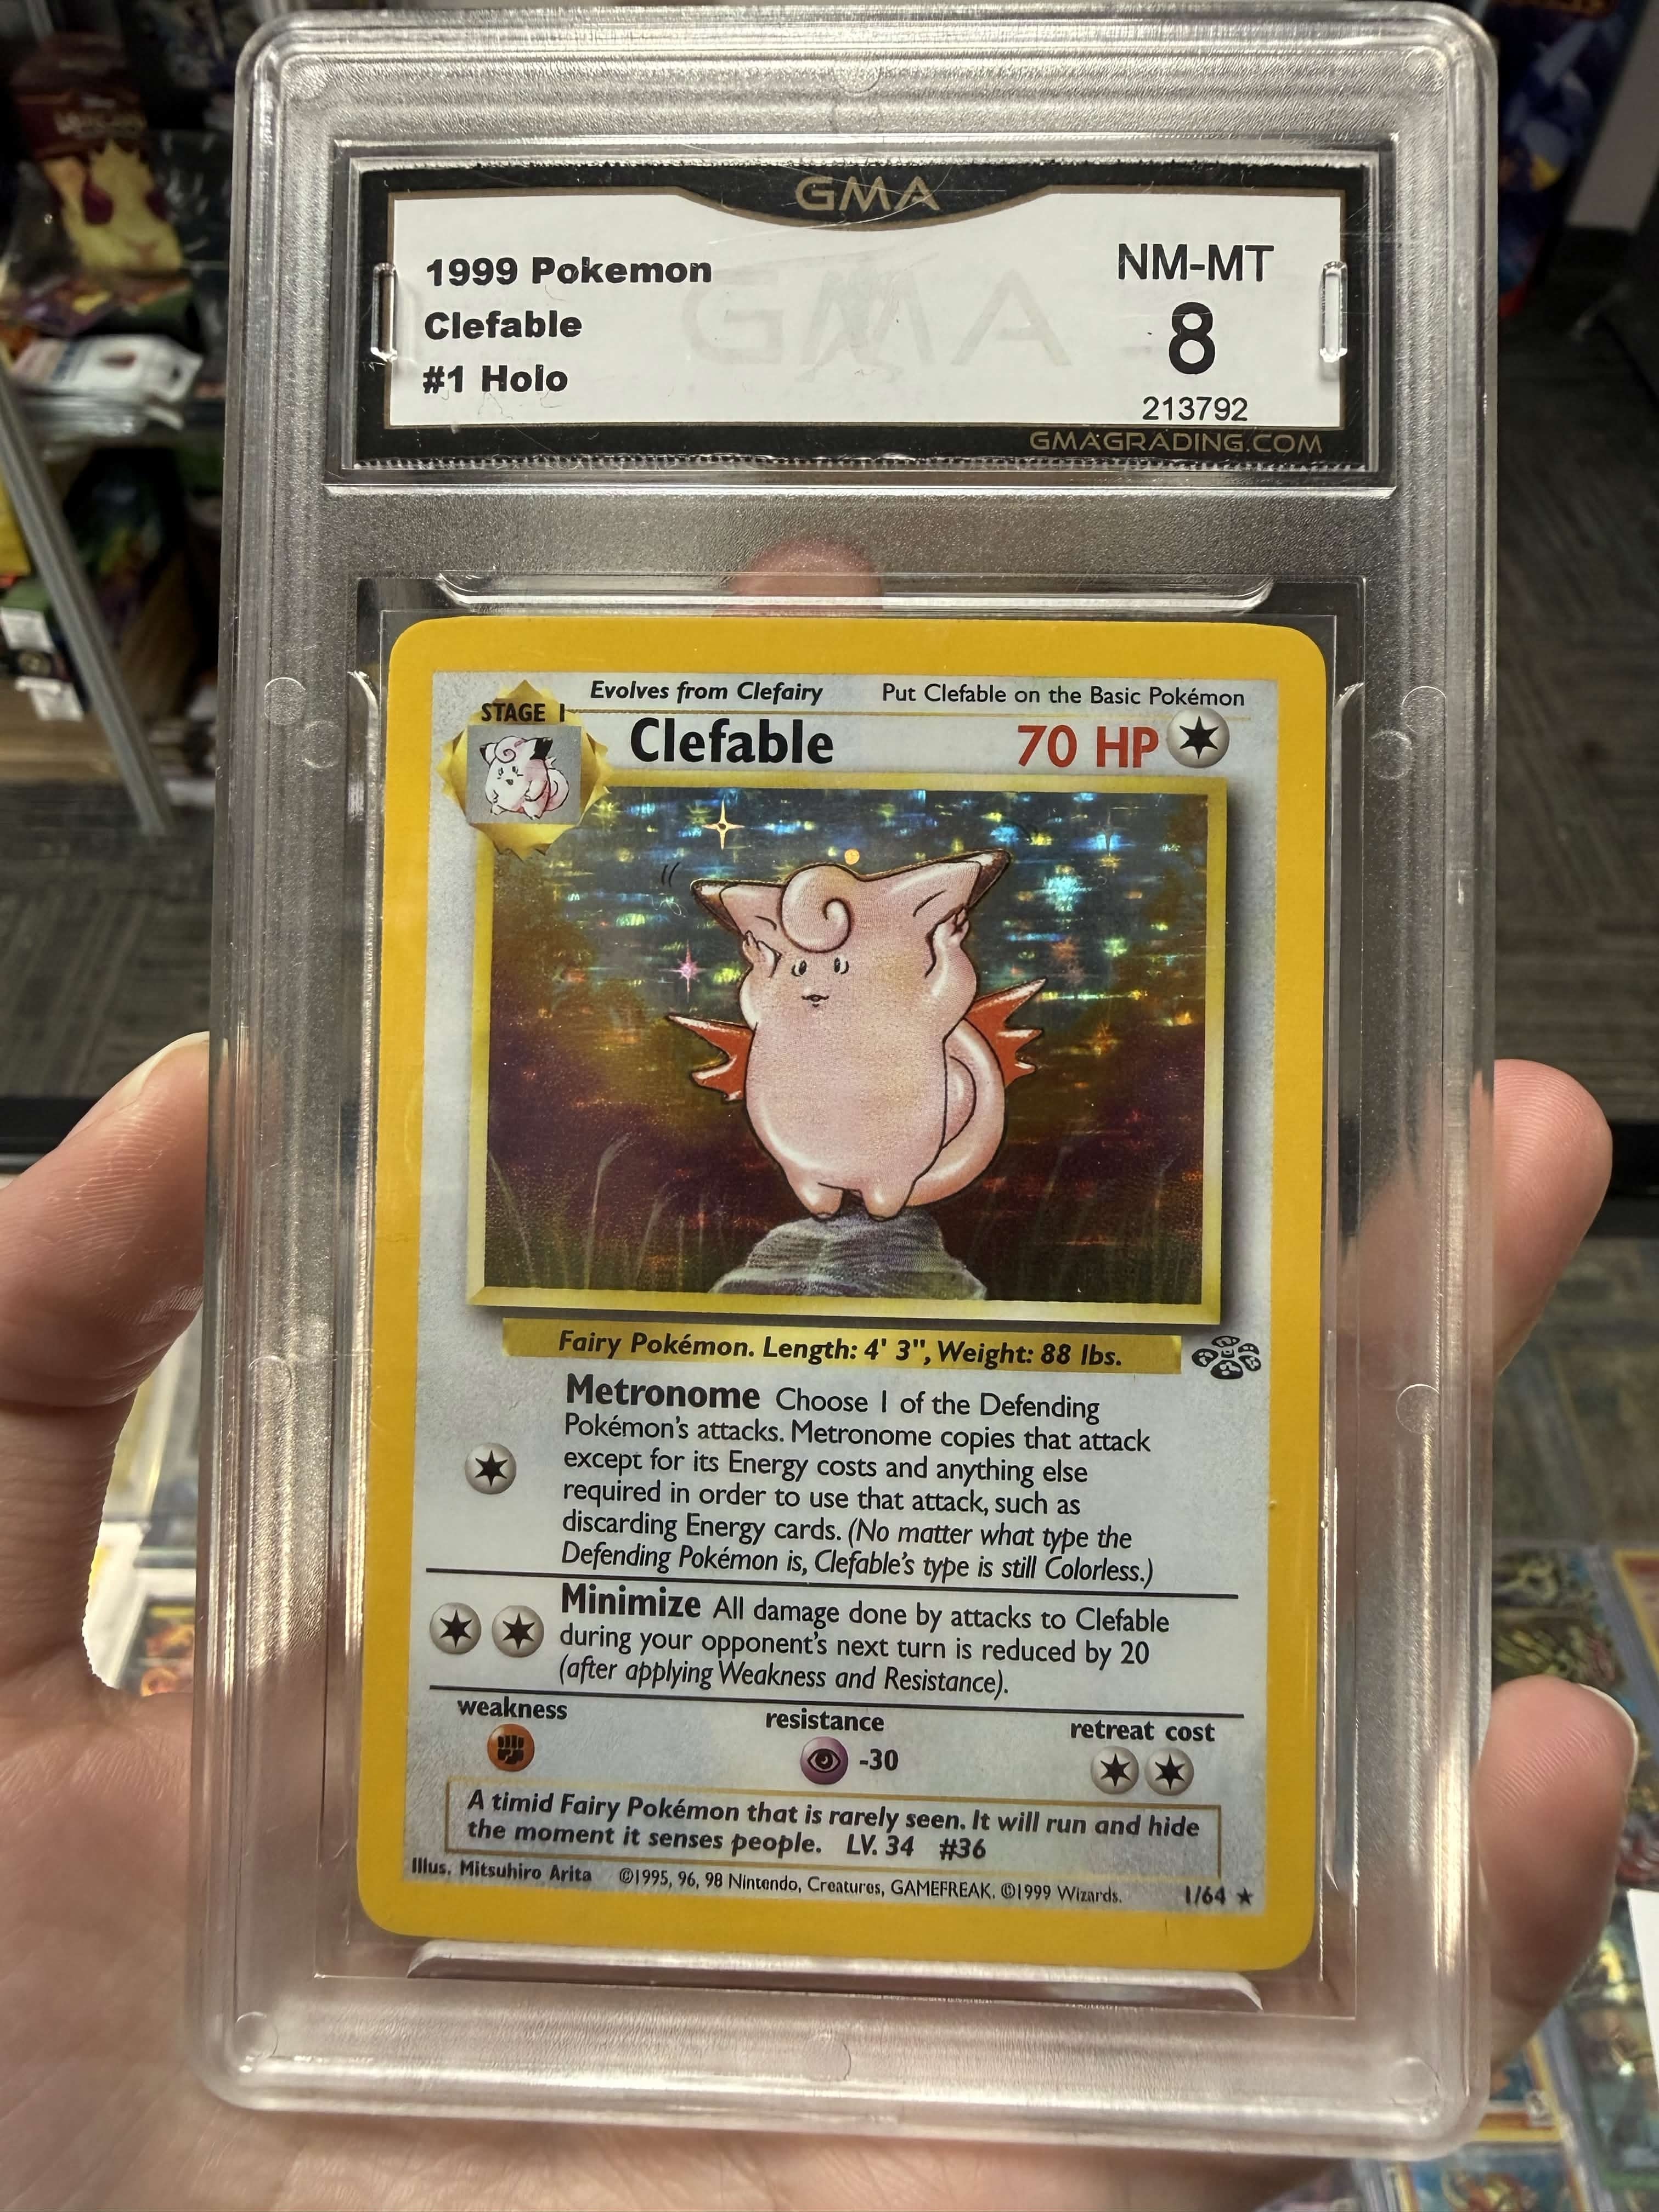 GMA
1999 Pokemon
Clefable
#1 Holo
NM-MT
8
213792
GMAGRADING.COM
Evolves from Clefairy
Put Clefable on the Basic Pokémon
STAGE 1
Clefable
70 HP
Fairy Pokémon. Length: 4' 3", Weight: 88 lbs.
Metronome Choose 1 of the Defending
Pokémon's attacks. Metronome copies that attack
except for its Energy costs and anything else
required in order to use that attack, such as
discarding Energy cards. (No matter what type the
Defending Pokémon is, Clefable's type is still Colorless.)
Minimize All damage done by attacks to Clefable
during your opponent's next turn is reduced by 20
(after applying Weakness and Resistance).
weakness
resistance
retreat cost
-30
A timid Fairy Pokémon that is rarely seen. It will run and hide
the moment it senses people. LV. 34 #36
Illus. Mitsuhiro Arita ©1995, 96, 98 Nintendo, Creatures, GAMEFREAK. ©1999 Wizards. 1/64 ★